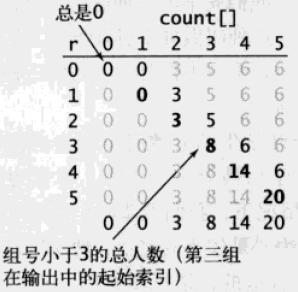 总是0
count[]
r 0 1 2 3 4 5
0 0 0 3 5 6 6
1 0 0 3 5 6 6
2 0 0 3 5 6 6
3 0 0 3 8 6 6
4 0 0 3 8 14 6
5 0 0 3 8 14 20
0 0 3 8 14 20
组号小于3的总人数（第三组
在输出中的起始索引）